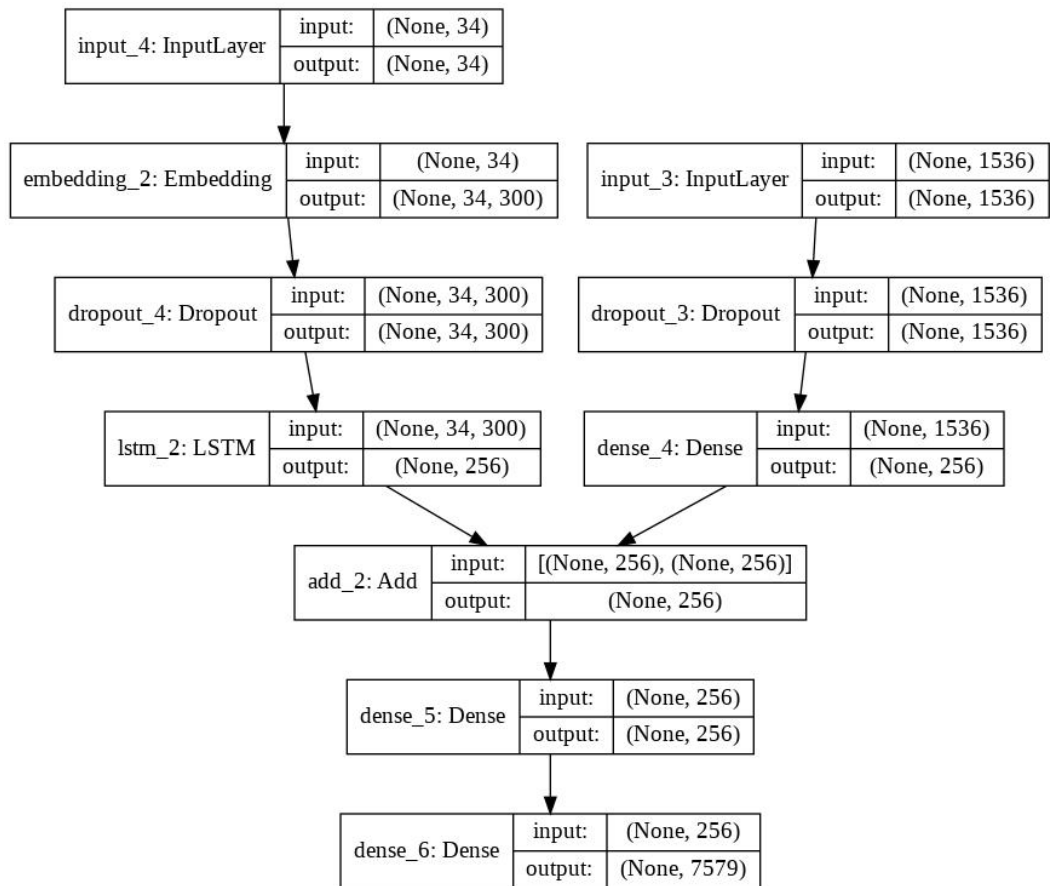 input_4: InputLayer
input: (None, 34)
output: (None, 34)
embedding_2: Embedding
input: (None, 34)
output: (None, 34, 300)
input_3: InputLayer
input: (None, 1536)
output: (None, 1536)
dropout_4: Dropout
input: (None, 34, 300)
output: (None, 34, 300)
dropout_3: Dropout
input: (None, 1536)
output: (None, 1536)
lstm_2: LSTM
input: (None, 34, 300)
output: (None, 256)
dense_4: Dense
input: (None, 1536)
output: (None, 256)
add_2: Add
input: [(None, 256), (None, 256)]
output: (None, 256)
dense_5: Dense
input: (None, 256)
output: (None, 256)
dense_6: Dense
input: (None, 256)
output: (None, 7579)